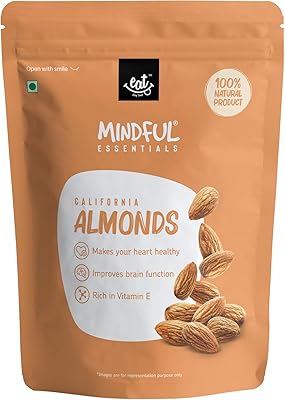 Open with smile
eat
100%
NATURAL
PRODUCT
MINDFUL®
ESSENTIALS
CALIFORNIA
ALMONDS
Makes your heart healthy
Improves brain function
Rich in Vitamin E
*Images are for representation purpose only